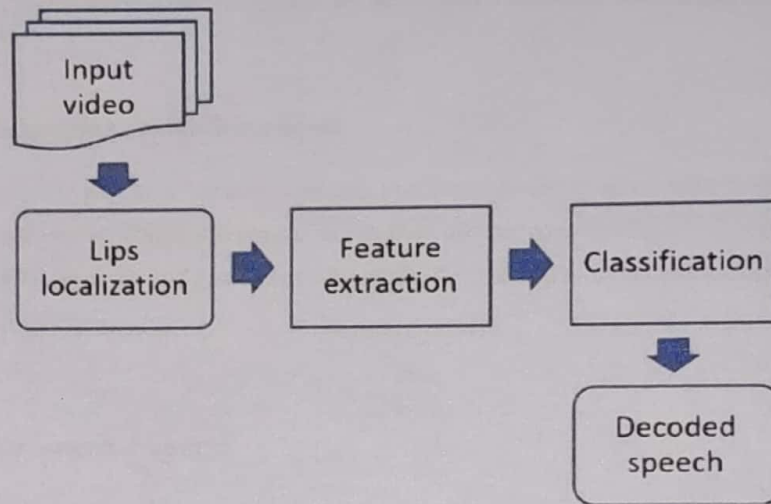 Input
video
Lips
localization
Feature
extraction
Classification
Decoded
speech